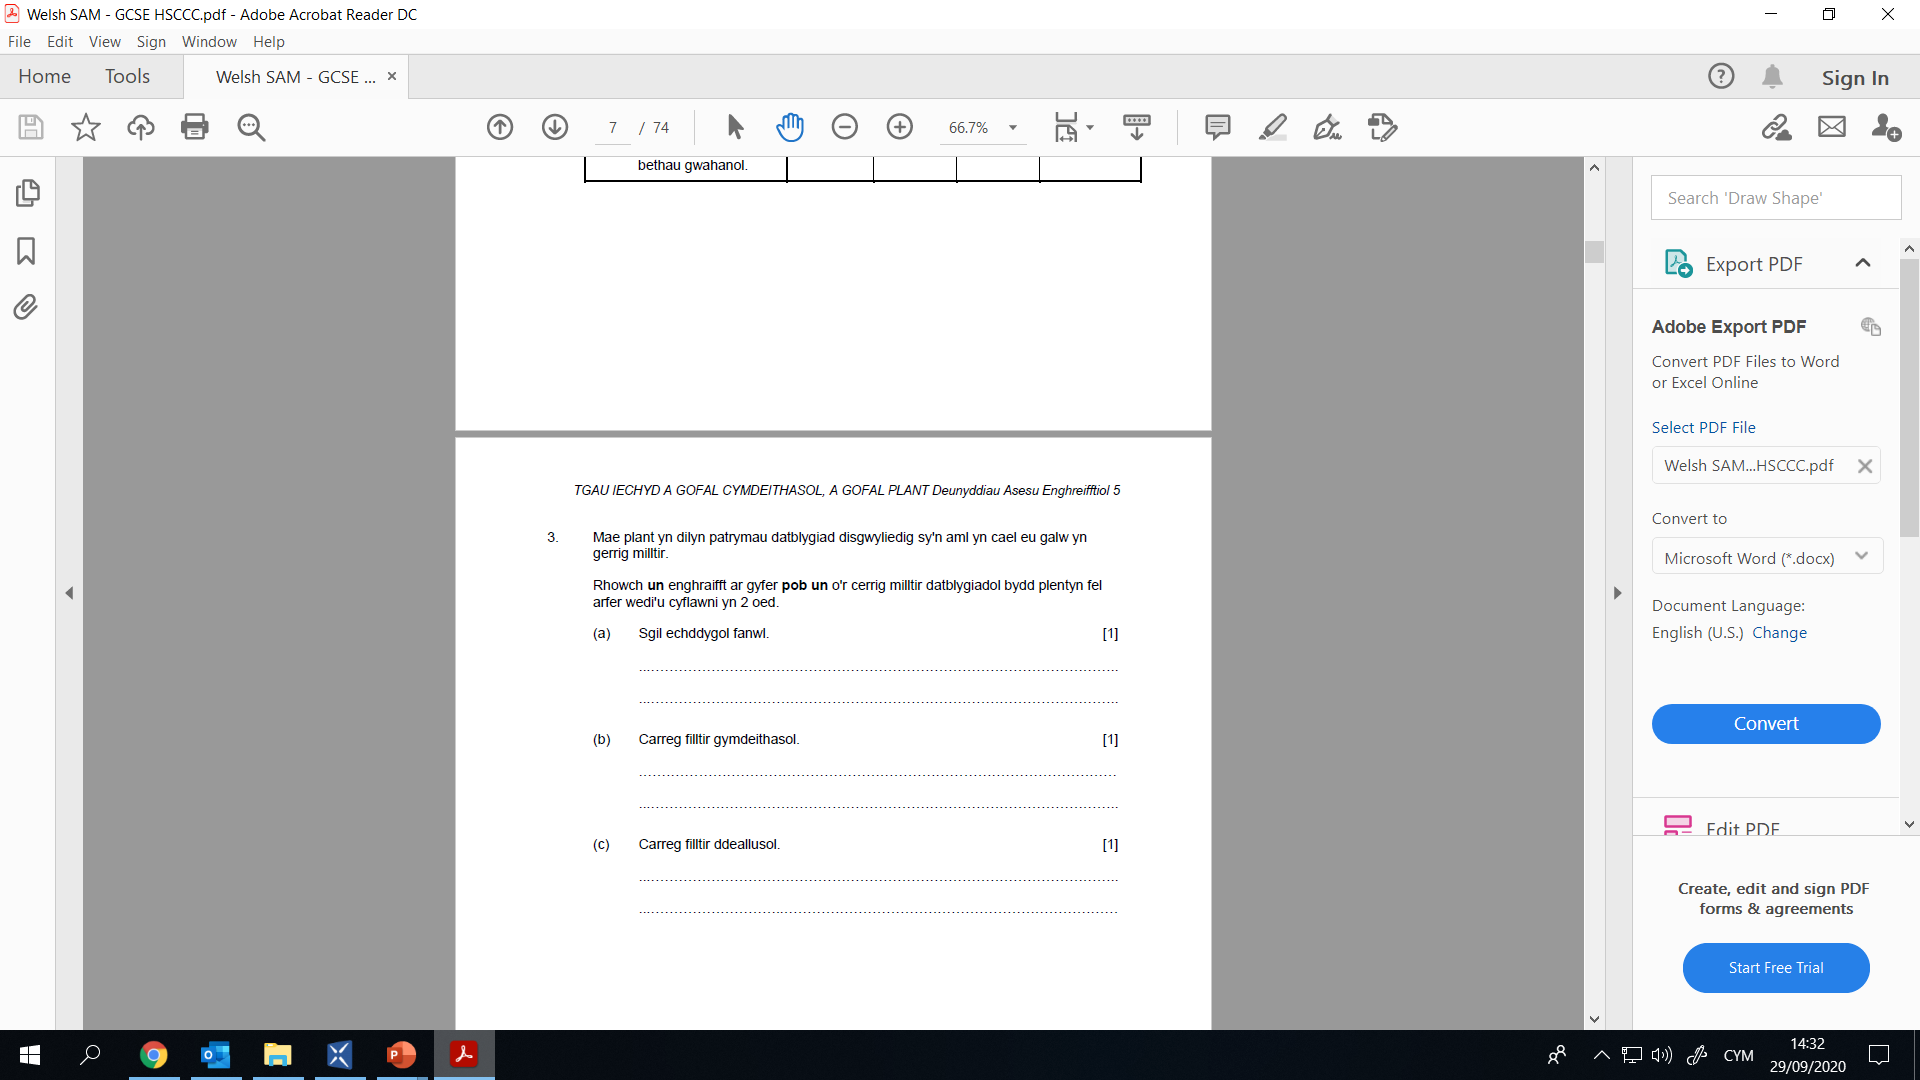 Welsh SAM - GCSE HSCCC.pdf - Adobe Acrobat Reader DC
File Edit View Sign Window Help
Home Tools Welsh SAM - GCSE ... × Sign In
7 / 74 66.7%
bethau gwahanol.
TGAU IECHYD A GOFAL CYMDEITHASOL, A GOFAL PLANT Deunyddiau Asesu Enghreifftiol 5
3. Mae plant yn dilyn patrymau datblygiad disgwyliedig sy'n aml yn cael eu galw yn
gerrig milltir.
Rhowch un enghraifft ar gyfer pob un o'r cerrig milltir datblygiadol bydd plentyn fel
arfer wedi'u cyflawni yn 2 oed.
(a) Sgil echddygol fanwl. [1]
(b) Carreg filltir gymdeithasol. [1]
(c) Carreg filltir ddeallusol. [1]
Search 'Draw Shape'
Export PDF
Adobe Export PDF
Convert PDF Files to Word
or Excel Online
Select PDF File
Welsh SAM...HSCCC.pdf
Convert to
Microsoft Word (*.docx)
Document Language:
English (U.S.) Change
Convert
Edit PDF
Create, edit and sign PDF
forms & agreements
Start Free Trial
CYM
14:32
29/09/2020